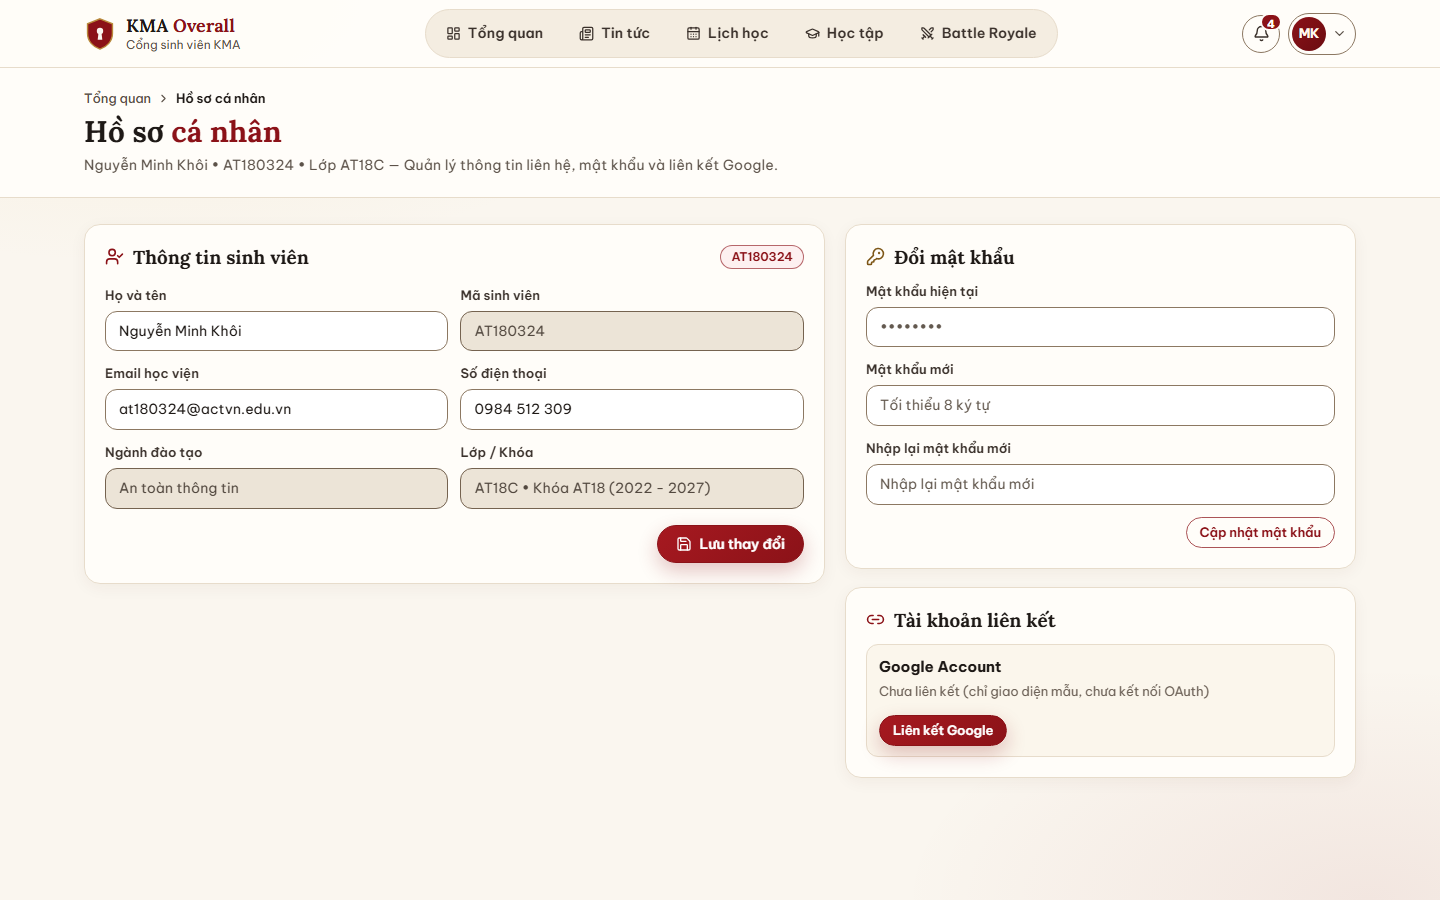 KMA Overall
Cổng sinh viên KMA
Tổng quan
Tin tức
Lịch học
Học tập
Battle Royale
4
MK
Tổng quan > Hồ sơ cá nhân
Hồ sơ cá nhân
Nguyễn Minh Khôi • AT180324 • Lớp AT18C — Quản lý thông tin liên hệ, mật khẩu và liên kết Google.
Thông tin sinh viên
AT180324
Họ và tên
Nguyễn Minh Khôi
Mã sinh viên
AT180324
Email học viện
at180324@actvn.edu.vn
Số điện thoại
0984 512 309
Ngành đào tạo
An toàn thông tin
Lớp / Khóa
AT18C • Khóa AT18 (2022 - 2027)
Lưu thay đổi
Đổi mật khẩu
Mật khẩu hiện tại
••••••••
Mật khẩu mới
Tối thiểu 8 ký tự
Nhập lại mật khẩu mới
Nhập lại mật khẩu mới
Cập nhật mật khẩu
Tài khoản liên kết
Google Account
Chưa liên kết (chỉ giao diện mẫu, chưa kết nối OAuth)
Liên kết Google